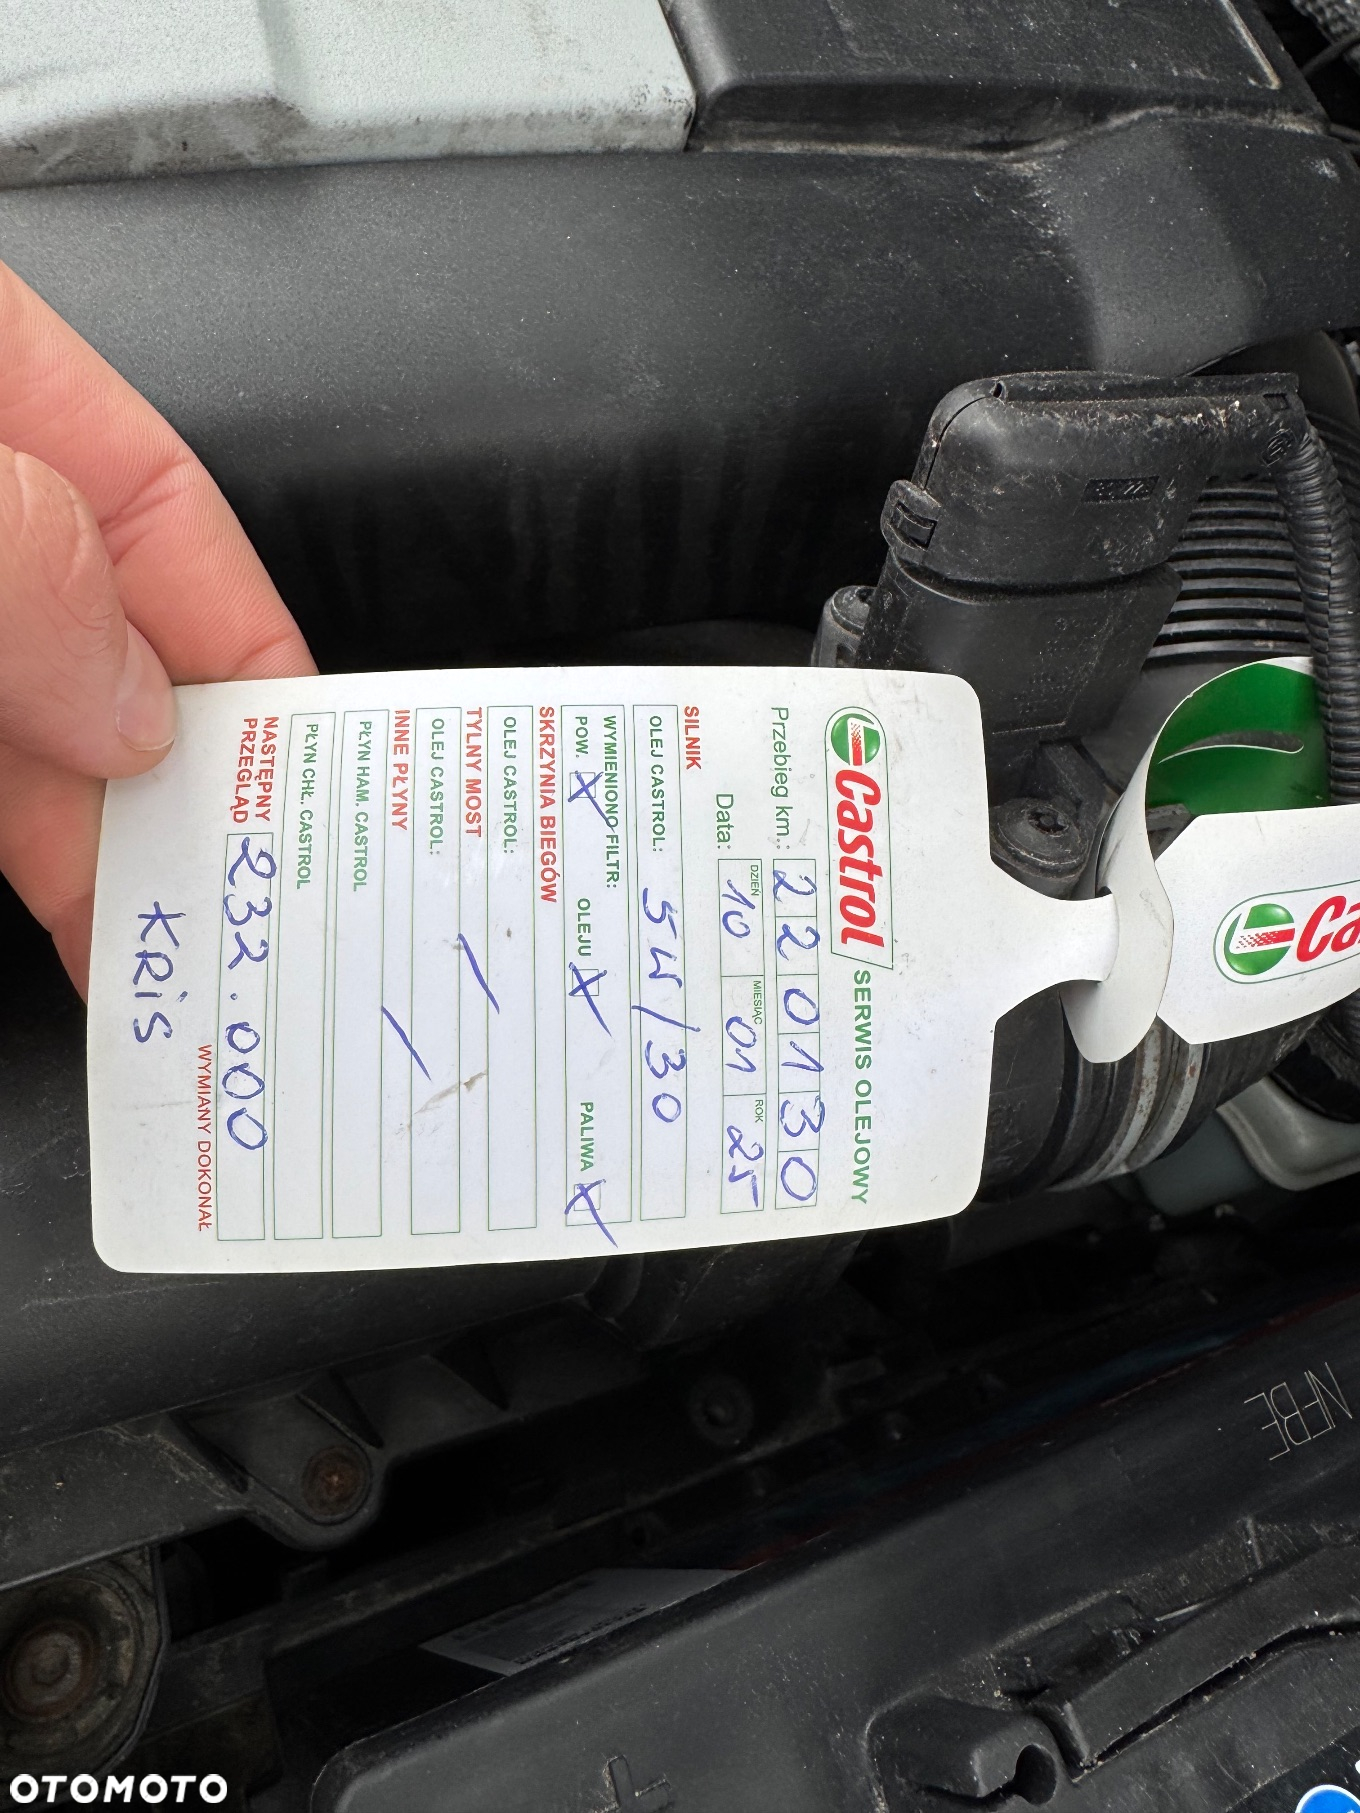 Castrol SERWIS OLEJOWY
Przebieg km.: 220130
Data: DZIEŃ 10 MIESIĄC 01 ROK 25
SILNIK
OLEJ CASTROL: 5W/30
WYMIENIONO FILTR:
POW. X OLEJU X PALIWA X
SKRZYNIA BIEGÓW
OLEJ CASTROL:
TYLNY MOST
OLEJ CASTROL:
INNE PŁYNY
PŁYN HAM. CASTROL
PŁYN CHŁ. CASTROL
NASTĘPNY
PRZEGLĄD 232.000
WYMIANY DOKONAŁ
KRIS
Ca
NFBE
OTOMOTO